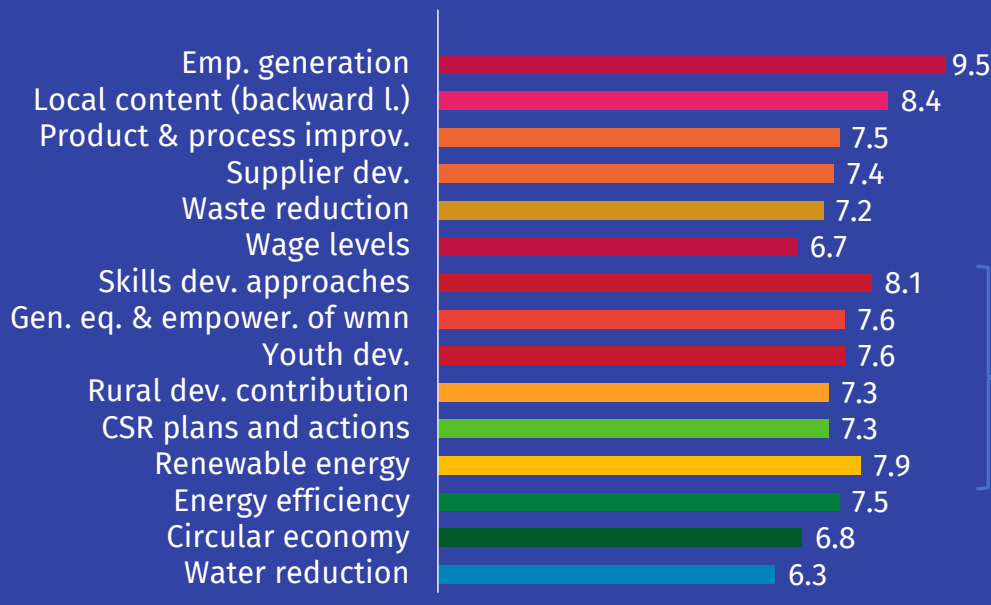 Emp. generation 9.5
Local content (backward l.) 8.4
Product & process improv. 7.5
Supplier dev. 7.4
Waste reduction 7.2
Wage levels 6.7
Skills dev. approaches 8.1
Gen. eq. & empower. of wmn 7.6
Youth dev. 7.6
Rural dev. contribution 7.3
CSR plans and actions 7.3
Renewable energy 7.9
Energy efficiency 7.5
Circular economy 6.8
Water reduction 6.3